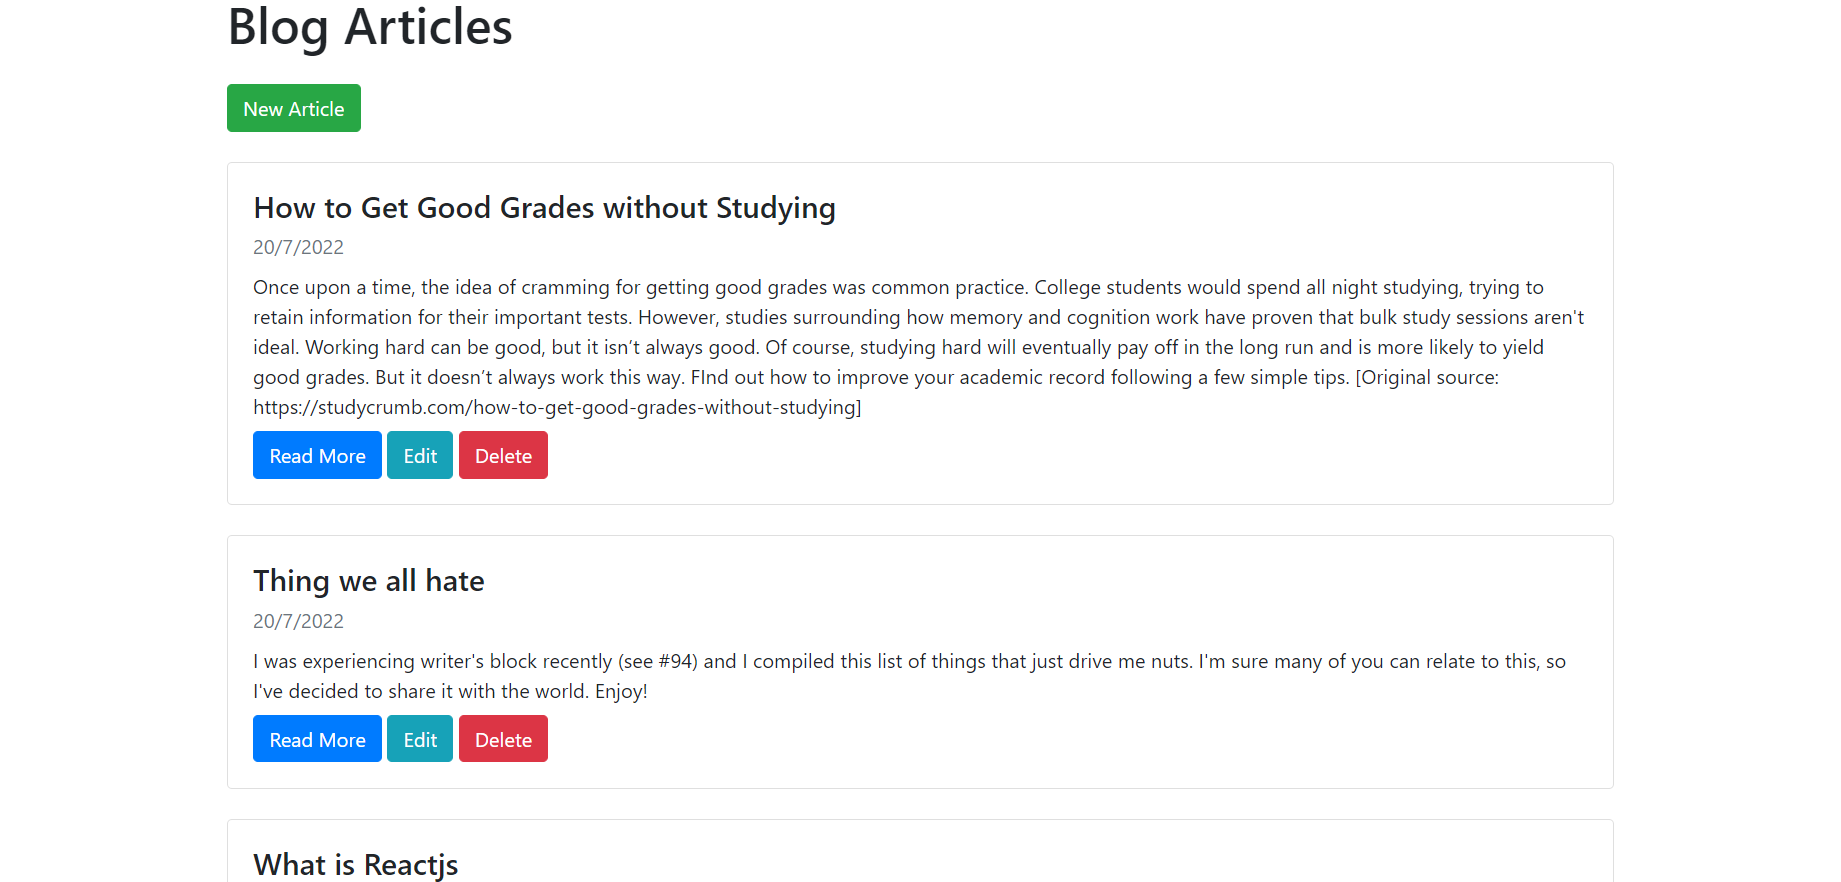 Blog Articles
New Article
How to Get Good Grades without Studying
20/7/2022
Once upon a time, the idea of cramming for getting good grades was common practice. College students would spend all night studying, trying to
retain information for their important tests. However, studies surrounding how memory and cognition work have proven that bulk study sessions aren't
ideal. Working hard can be good, but it isn’t always good. Of course, studying hard will eventually pay off in the long run and is more likely to yield
good grades. But it doesn’t always work this way. FInd out how to improve your academic record following a few simple tips. [Original source:
https://studycrumb.com/how-to-get-good-grades-without-studying]
Read More Edit Delete
Thing we all hate
20/7/2022
I was experiencing writer's block recently (see #94) and I compiled this list of things that just drive me nuts. I'm sure many of you can relate to this, so
I've decided to share it with the world. Enjoy!
Read More Edit Delete
What is Reactjs